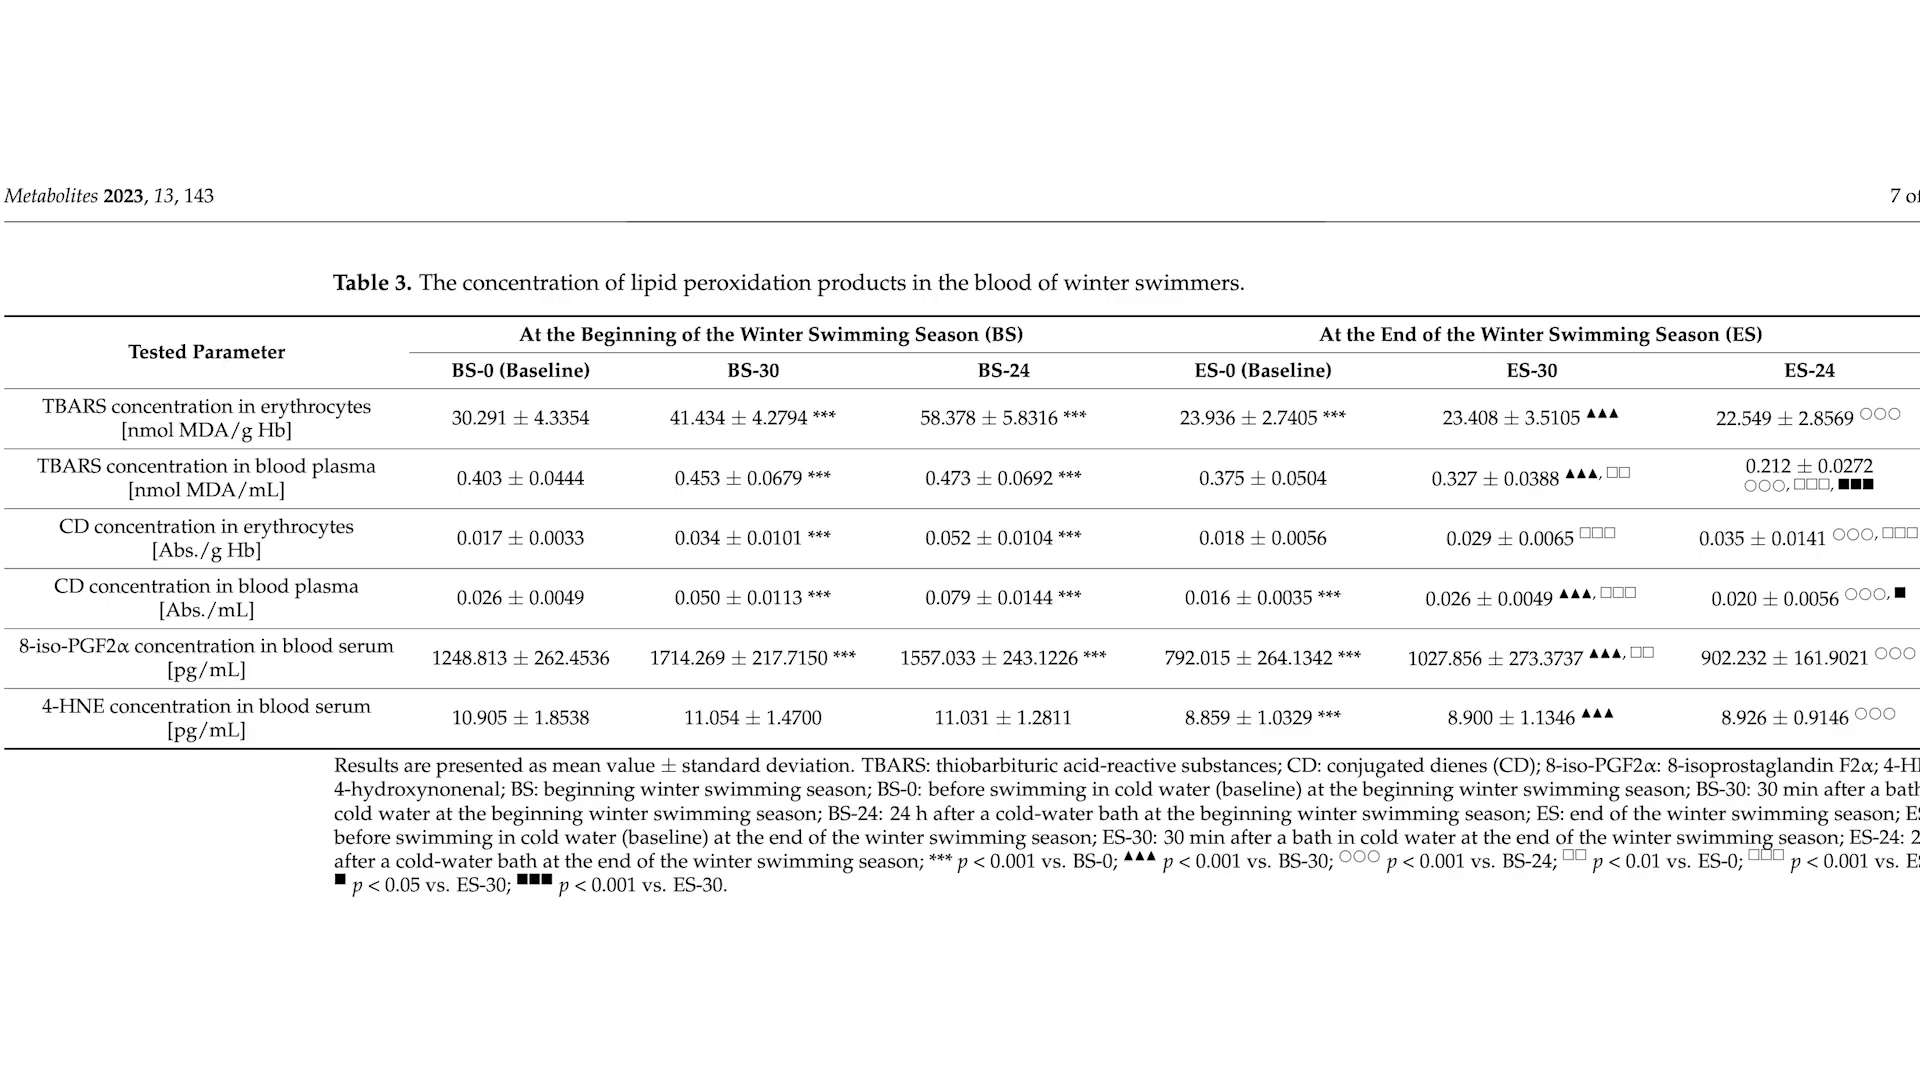 Metabolites 2023, 13, 143
7 of
Table 3. The concentration of lipid peroxidation products in the blood of winter swimmers.
Tested Parameter
At the Beginning of the Winter Swimming Season (BS)
At the End of the Winter Swimming Season (ES)
BS-0 (Baseline) BS-30 BS-24 ES-0 (Baseline) ES-30 ES-24
TBARS concentration in erythrocytes
[nmol MDA/g Hb]
30.291 ± 4.3354 41.434 ± 4.2794 *** 58.378 ± 5.8316 *** 23.936 ± 2.7405 *** 23.408 ± 3.5105 ▲▲▲ 22.549 ± 2.8569 ○○○
TBARS concentration in blood plasma
[nmol MDA/mL]
0.403 ± 0.0444 0.453 ± 0.0679 *** 0.473 ± 0.0692 *** 0.375 ± 0.0504 0.327 ± 0.0388 ▲▲▲, □□ 0.212 ± 0.0272
○○○, □□□, ■■■
CD concentration in erythrocytes
[Abs./g Hb]
0.017 ± 0.0033 0.034 ± 0.0101 *** 0.052 ± 0.0104 *** 0.018 ± 0.0056 0.029 ± 0.0065 □□□ 0.035 ± 0.0141 ○○○, □□□
CD concentration in blood plasma
[Abs./mL]
0.026 ± 0.0049 0.050 ± 0.0113 *** 0.079 ± 0.0144 *** 0.016 ± 0.0035 *** 0.026 ± 0.0049 ▲▲▲, □□□ 0.020 ± 0.0056 ○○○, ■
8-iso-PGF2α concentration in blood serum
[pg/mL]
1248.813 ± 262.4536 1714.269 ± 217.7150 *** 1557.033 ± 243.1226 *** 792.015 ± 264.1342 *** 1027.856 ± 273.3737 ▲▲▲, □□ 902.232 ± 161.9021 ○○○
4-HNE concentration in blood serum
[pg/mL]
10.905 ± 1.8538 11.054 ± 1.4700 11.031 ± 1.2811 8.859 ± 1.0329 *** 8.900 ± 1.1346 ▲▲▲ 8.926 ± 0.9146 ○○○
Results are presented as mean value ± standard deviation. TBARS: thiobarbituric acid-reactive substances; CD: conjugated dienes (CD); 8-iso-PGF2α: 8-isoprostaglandin F2α;
4-hydroxynonenal; BS: beginning winter swimming season; BS-0: before swimming in cold water (baseline) at the beginning winter swimming season; BS-30: 30 min after a bath
cold water at the beginning winter swimming season; BS-24: 24 h after a cold-water bath at the beginning winter swimming season; ES: end of the winter swimming season;
before swimming in cold water (baseline) at the end of the winter swimming season; ES-30: 30 min after a bath in cold water at the end of the winter swimming season; ES-24:
after a cold-water bath at the end of the winter swimming season; *** p < 0.001 vs. BS-0; ▲▲▲ p < 0.001 vs. BS-30; ○○○ p < 0.001 vs. BS-24; □□ p < 0.01 vs. ES-0; □□□ p < 0.001 vs.
■ p < 0.05 vs. ES-30; ■■■ p < 0.001 vs. ES-30.